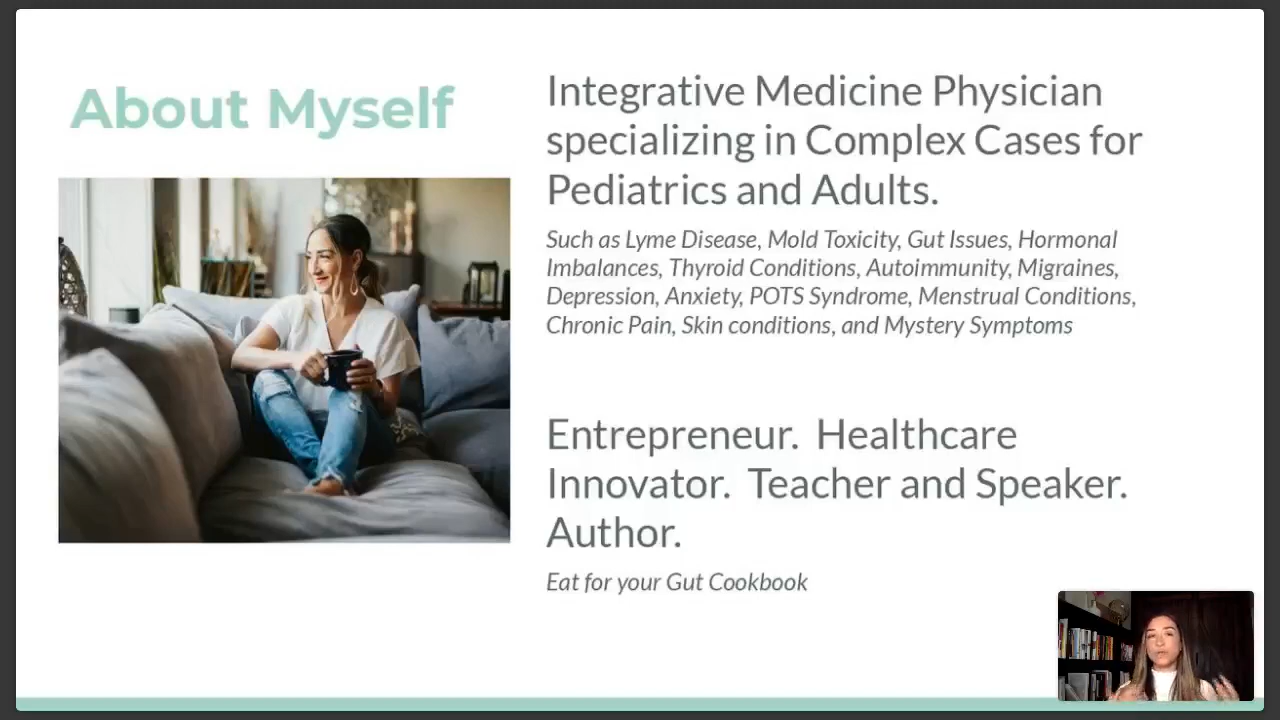 About Myself
Integrative Medicine Physician
specializing in Complex Cases for
Pediatrics and Adults.
Such as Lyme Disease, Mold Toxicity, Gut Issues, Hormonal
Imbalances, Thyroid Conditions, Autoimmunity, Migraines,
Depression, Anxiety, POTS Syndrome, Menstrual Conditions,
Chronic Pain, Skin conditions, and Mystery Symptoms
Entrepreneur.  Healthcare
Innovator.  Teacher and Speaker.
Author.
Eat for your Gut Cookbook